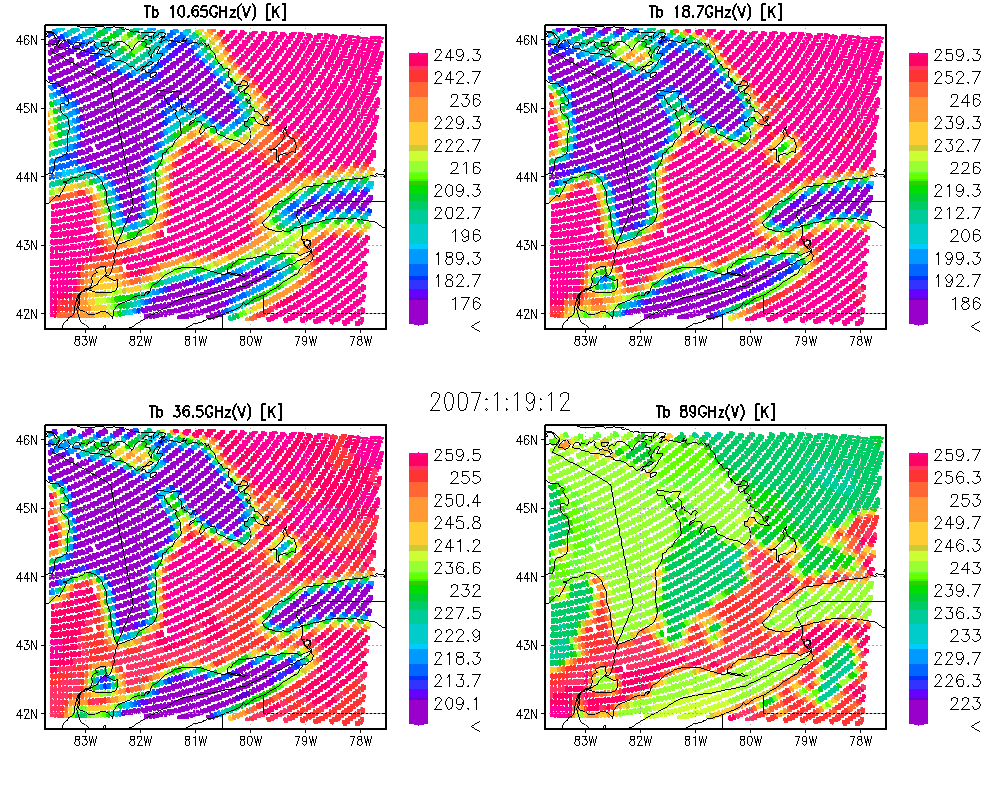 Tb 10.65GHz(V) [K]
46N
45N
44N
43N
42N
83W 82W 81W 80W 79W 78W
249.3
242.7
236
229.3
222.7
216
209.3
202.7
196
189.3
182.7
176
<
Tb 18.7GHz(V) [K]
46N
45N
44N
43N
42N
83W 82W 81W 80W 79W 78W
259.3
252.7
246
239.3
232.7
226
219.3
212.7
206
199.3
192.7
186
<
2007:1:19:12
Tb 36.5GHz(V) [K]
46N
45N
44N
43N
42N
83W 82W 81W 80W 79W 78W
259.5
255
250.4
245.8
241.2
236.6
232
227.5
222.9
218.3
213.7
209.1
<
Tb 89GHz(V) [K]
46N
45N
44N
43N
42N
83W 82W 81W 80W 79W 78W
259.7
256.3
253
249.7
246.3
243
239.7
236.3
233
229.7
226.3
223
<